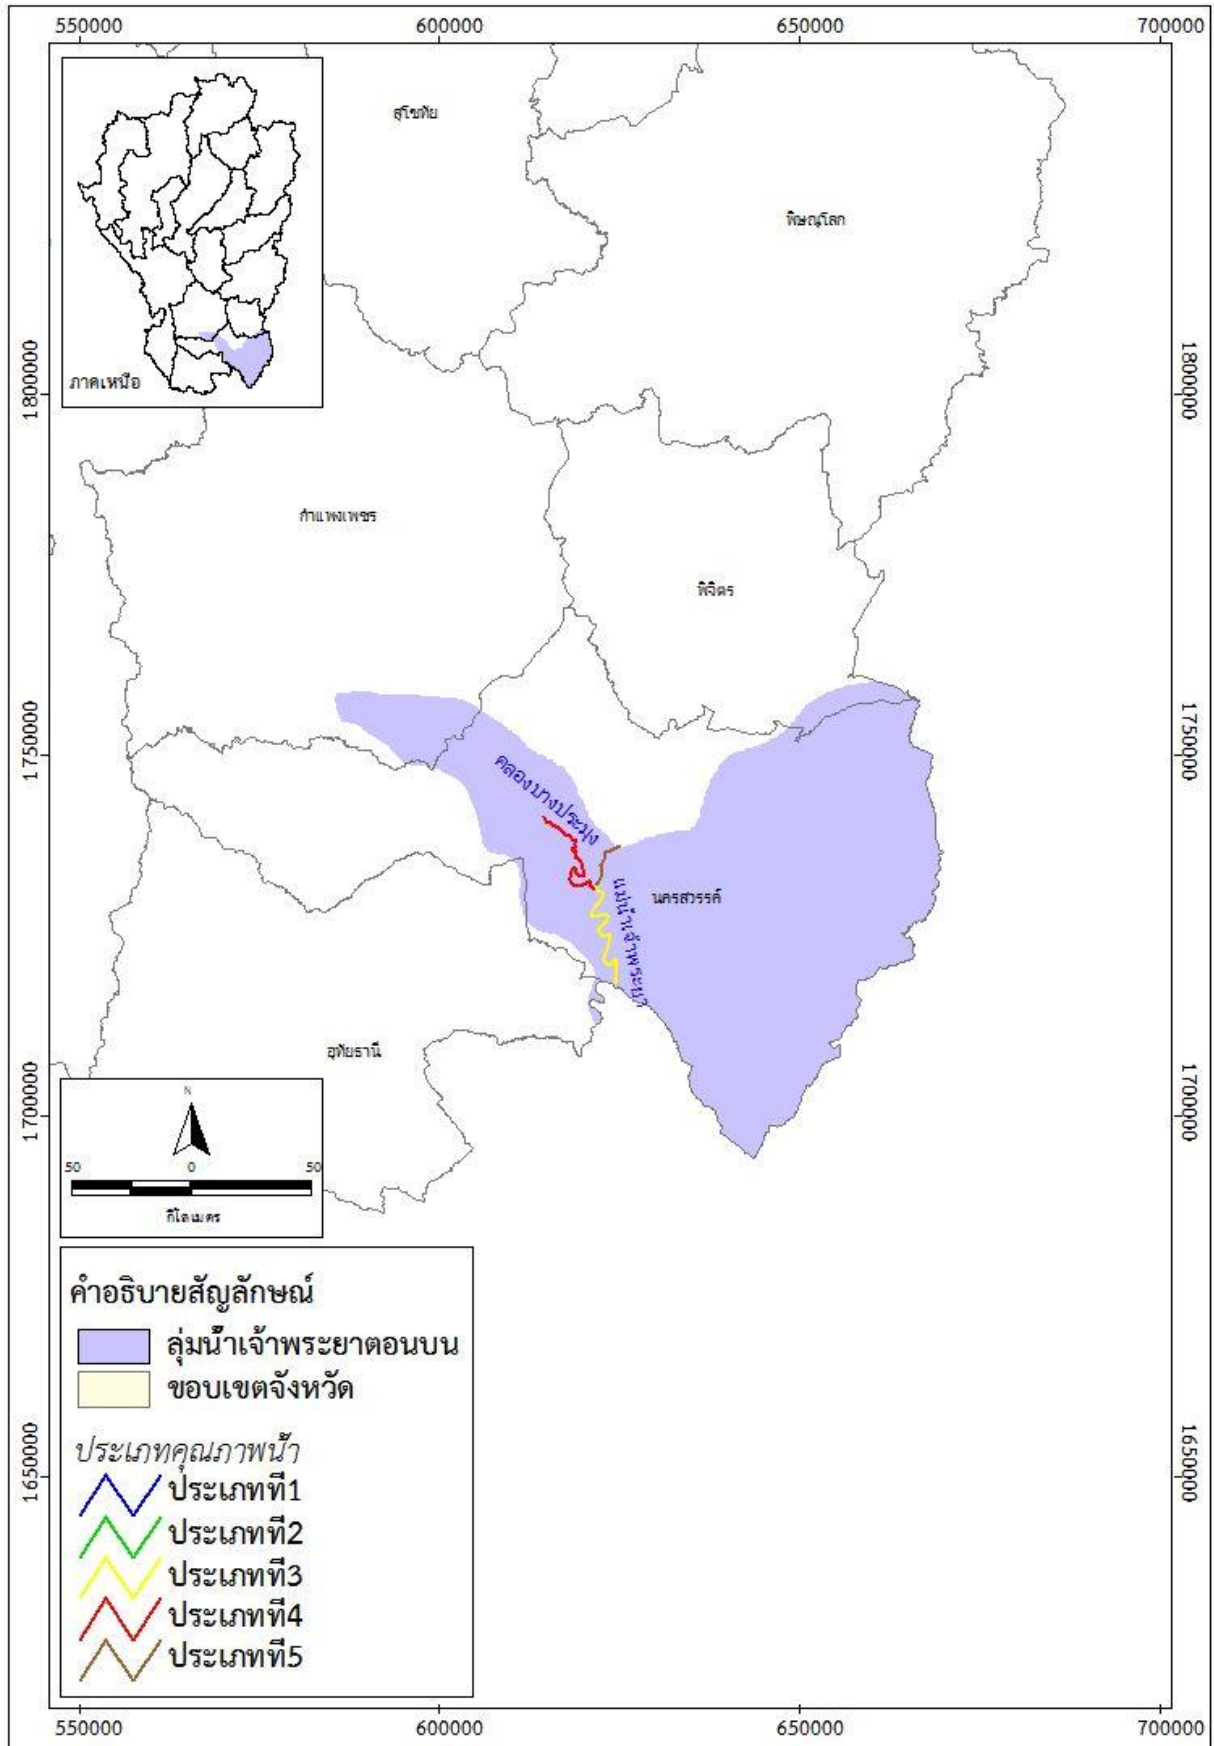 550000 600000 650000 700000
สุโขทัย
พิษณุโลก
ภาคเหนือ
1800000 1800000
กำแพงเพชร
พิจิตร
1750000 1750000
คลองบางประมุง
แม่น้ำเจ้าพระยา
นครสวรรค์
อุทัยธานี
1700000 1700000
N
50 0 50
กิโลเมตร
คำอธิบายสัญลักษณ์
ลุ่มน้ำเจ้าพระยาตอนบน
ขอบเขตจังหวัด
ประเภทคุณภาพน้ำ
1650000 1650000
ประเภทที่1
ประเภทที่2
ประเภทที่3
ประเภทที่4
ประเภทที่5
550000 600000 650000 700000